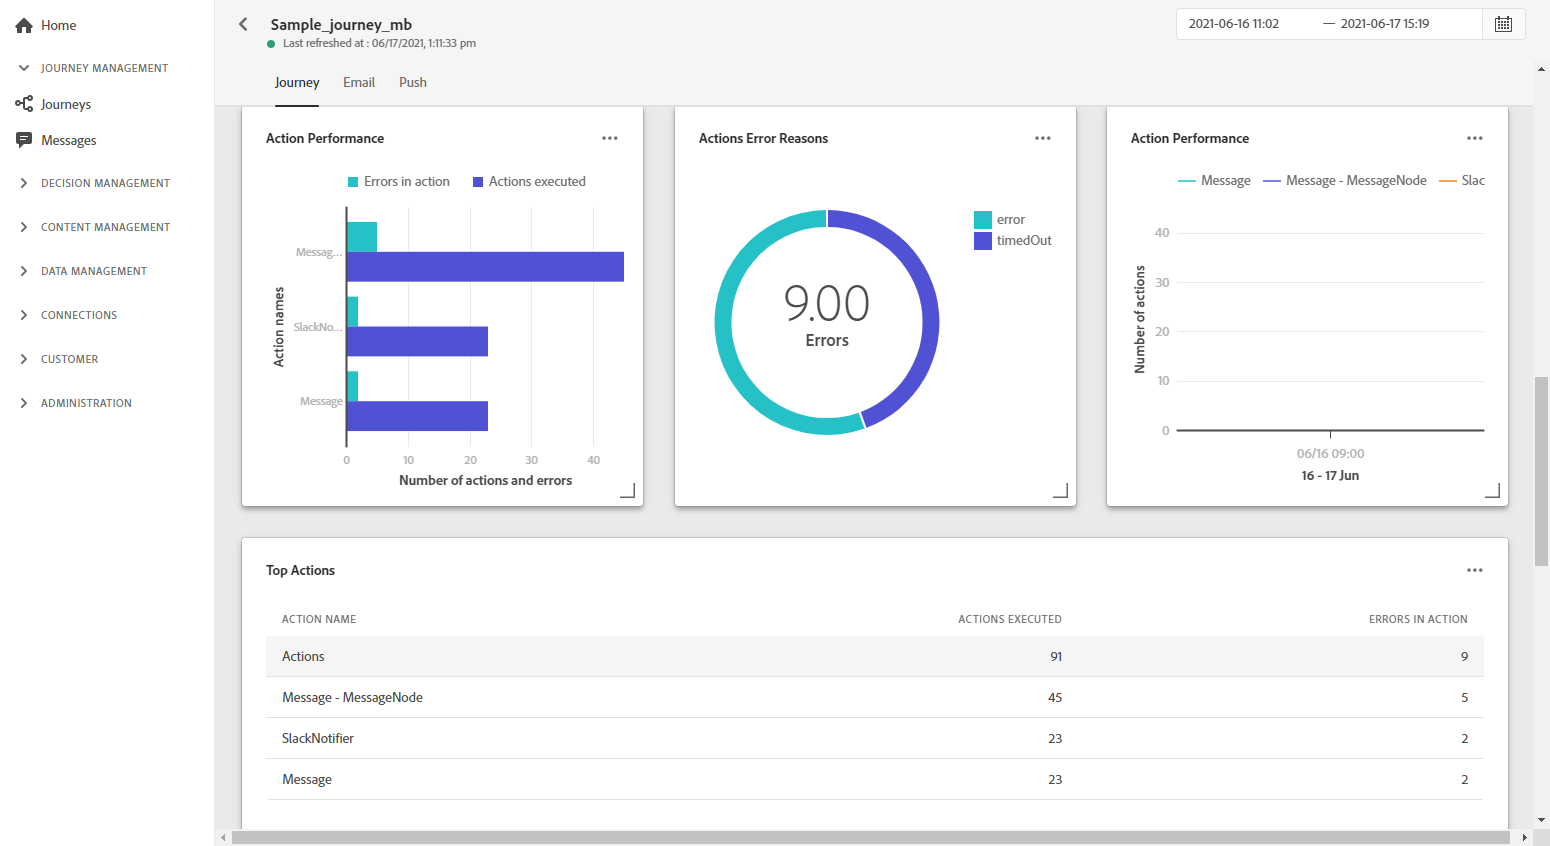 Home
JOURNEY MANAGEMENT
Journeys
Messages
DECISION MANAGEMENT
CONTENT MANAGEMENT
DATA MANAGEMENT
CONNECTIONS
CUSTOMER
ADMINISTRATION
Sample_journey_mb
Last refreshed at : 06/17/2021, 1:11:33 pm
2021-06-16 11:02 — 2021-06-17 15:19
Journey Email Push
Action Performance
Errors in action Actions executed
Action names
Messag...
SlackNo...
Message
0 10 20 30 40
Number of actions and errors
Actions Error Reasons
error
timedOut
9.00
Errors
Action Performance
Message Message - MessageNode Slac
Number of actions
40
30
20
10
0
06/16 09:00
16 - 17 Jun
Top Actions
ACTION NAME ACTIONS EXECUTED ERRORS IN ACTION
Actions 91 9
Message - MessageNode 45 5
SlackNotifier 23 2
Message 23 2